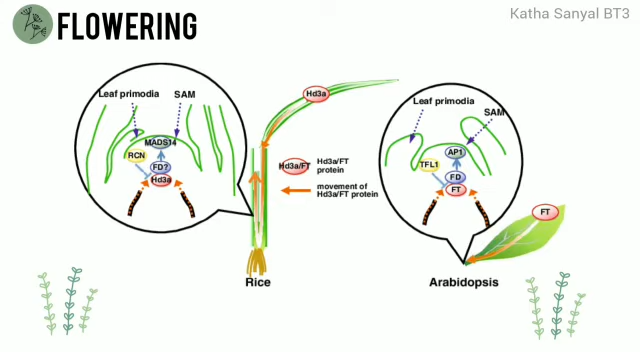 FLOWERING
Katha Sanyal BT3
Leaf primodia
SAM
MADS14
RCN
FD?
Hd3a
Hd3a
Hd3a/FT
Hd3a/FT
protein
movement of
Hd3a/FT protein
Rice
Leaf primodia
SAM
AP1
TFL1
FD
FT
FT
Arabidopsis